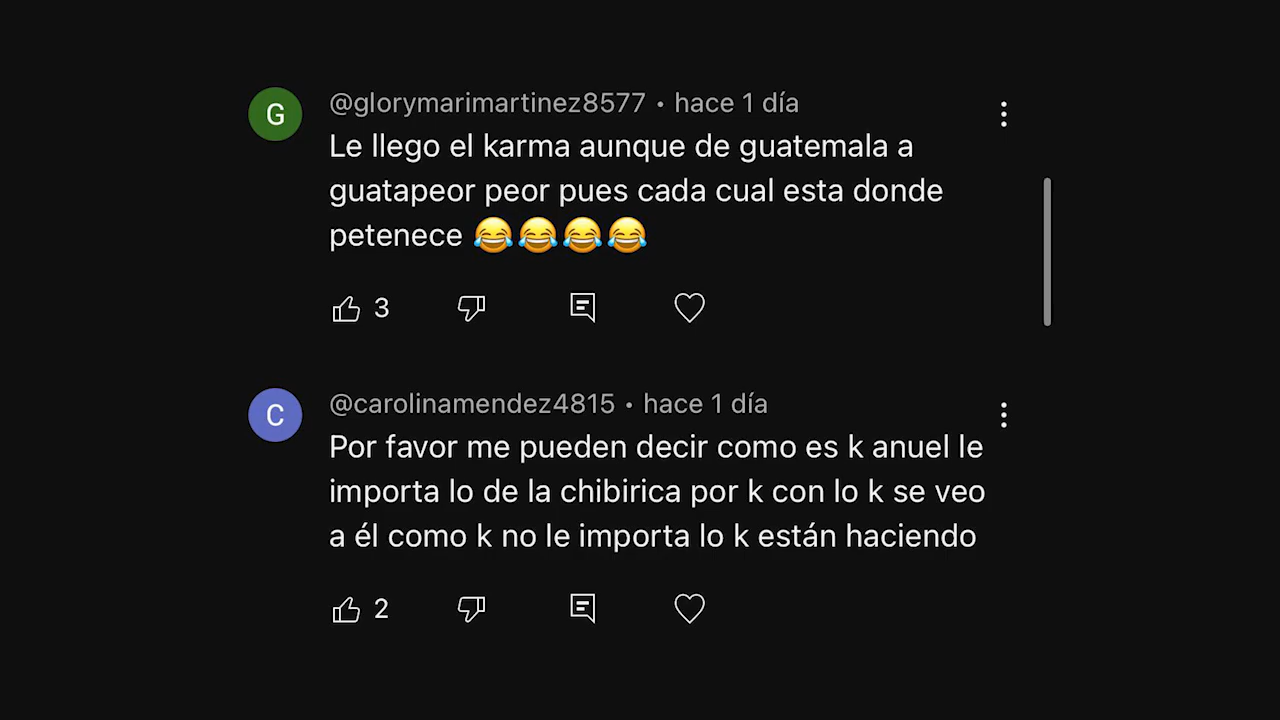 G
@glorymarimartinez8577 • hace 1 día
Le llego el karma aunque de guatemala a
guatapeor peor pues cada cual esta donde
petenece 😂😂😂😂
3
C
@carolinamendez4815 • hace 1 día
Por favor me pueden decir como es k anuel le
importa lo de la chibirica por k con lo k se veo
a él como k no le importa lo k están haciendo
2